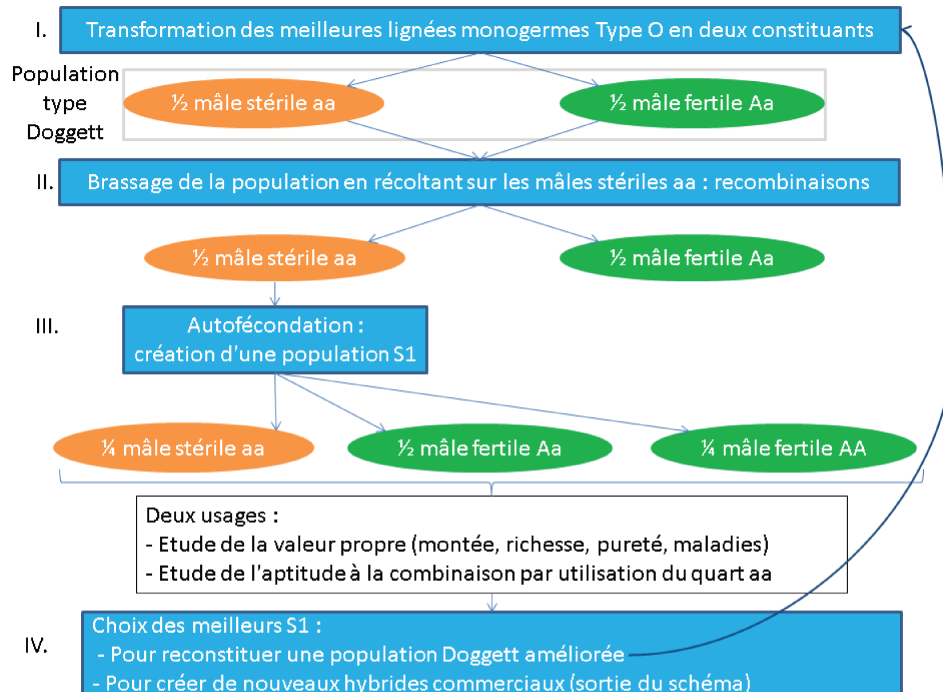 I.
Transformation des meilleures lignées monogermes Type O en deux constituants
Population
type
Doggett
½ mâle stérile aa
½ mâle fertile Aa
II.
Brassage de la population en récoltant sur les mâles stériles aa : recombinaisons
½ mâle stérile aa
½ mâle fertile Aa
III.
Autofécondation :
création d'une population S1
¼ mâle stérile aa
½ mâle fertile Aa
¼ mâle fertile AA
Deux usages :
- Etude de la valeur propre (montée, richesse, pureté, maladies)
- Etude de l'aptitude à la combinaison par utilisation du quart aa
IV.
Choix des meilleurs S1 :
- Pour reconstituer une population Doggett améliorée
- Pour créer de nouveaux hybrides commerciaux (sortie du schéma)